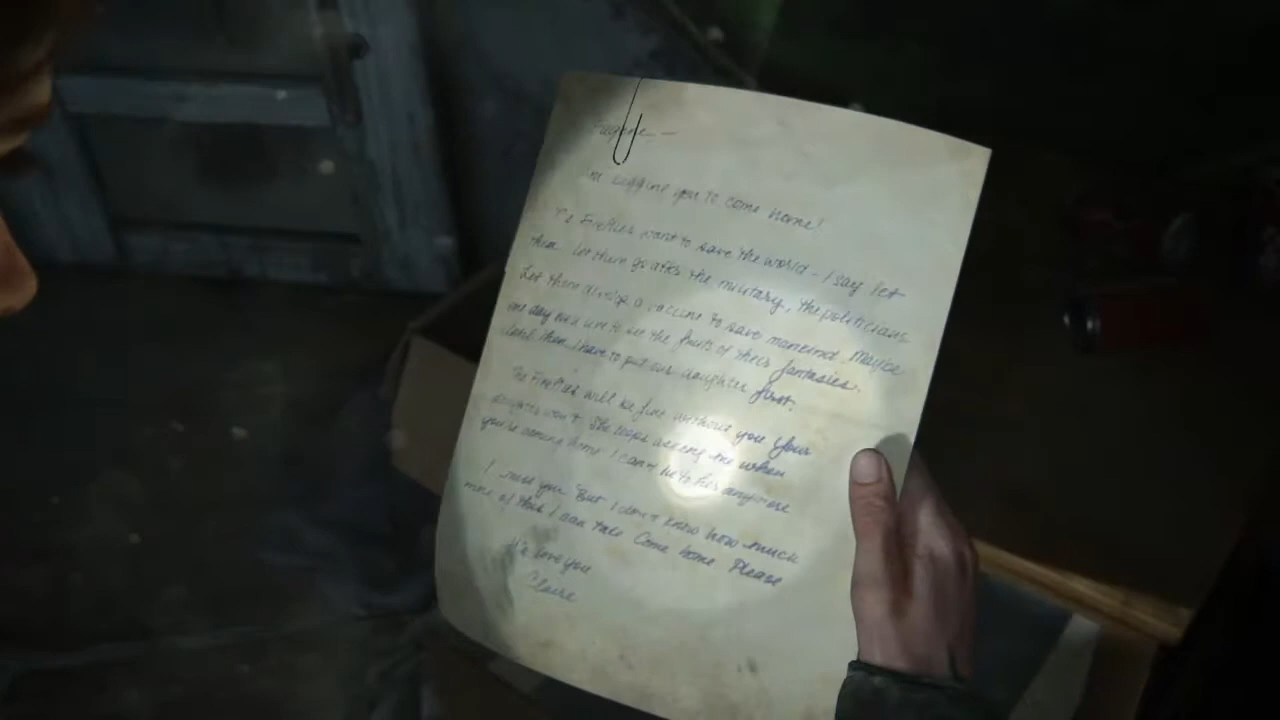 Eugene —
I'm begging you to come home!
The Fireflies want to save the world - I say let
them. Let them go after the military, the politicians
Let them develop a vaccine to save mankind. Maybe
one day we'll live to see the fruits of their fantasies.
Until then, I have to put our daughter first.
The Fireflies will be fine without you. Your
daughter won't. She keeps asking me when
you're coming home. I can't lie to her anymore
I miss you. But I don't know how much
more of this I can take. Come home. Please
We love you
Claire